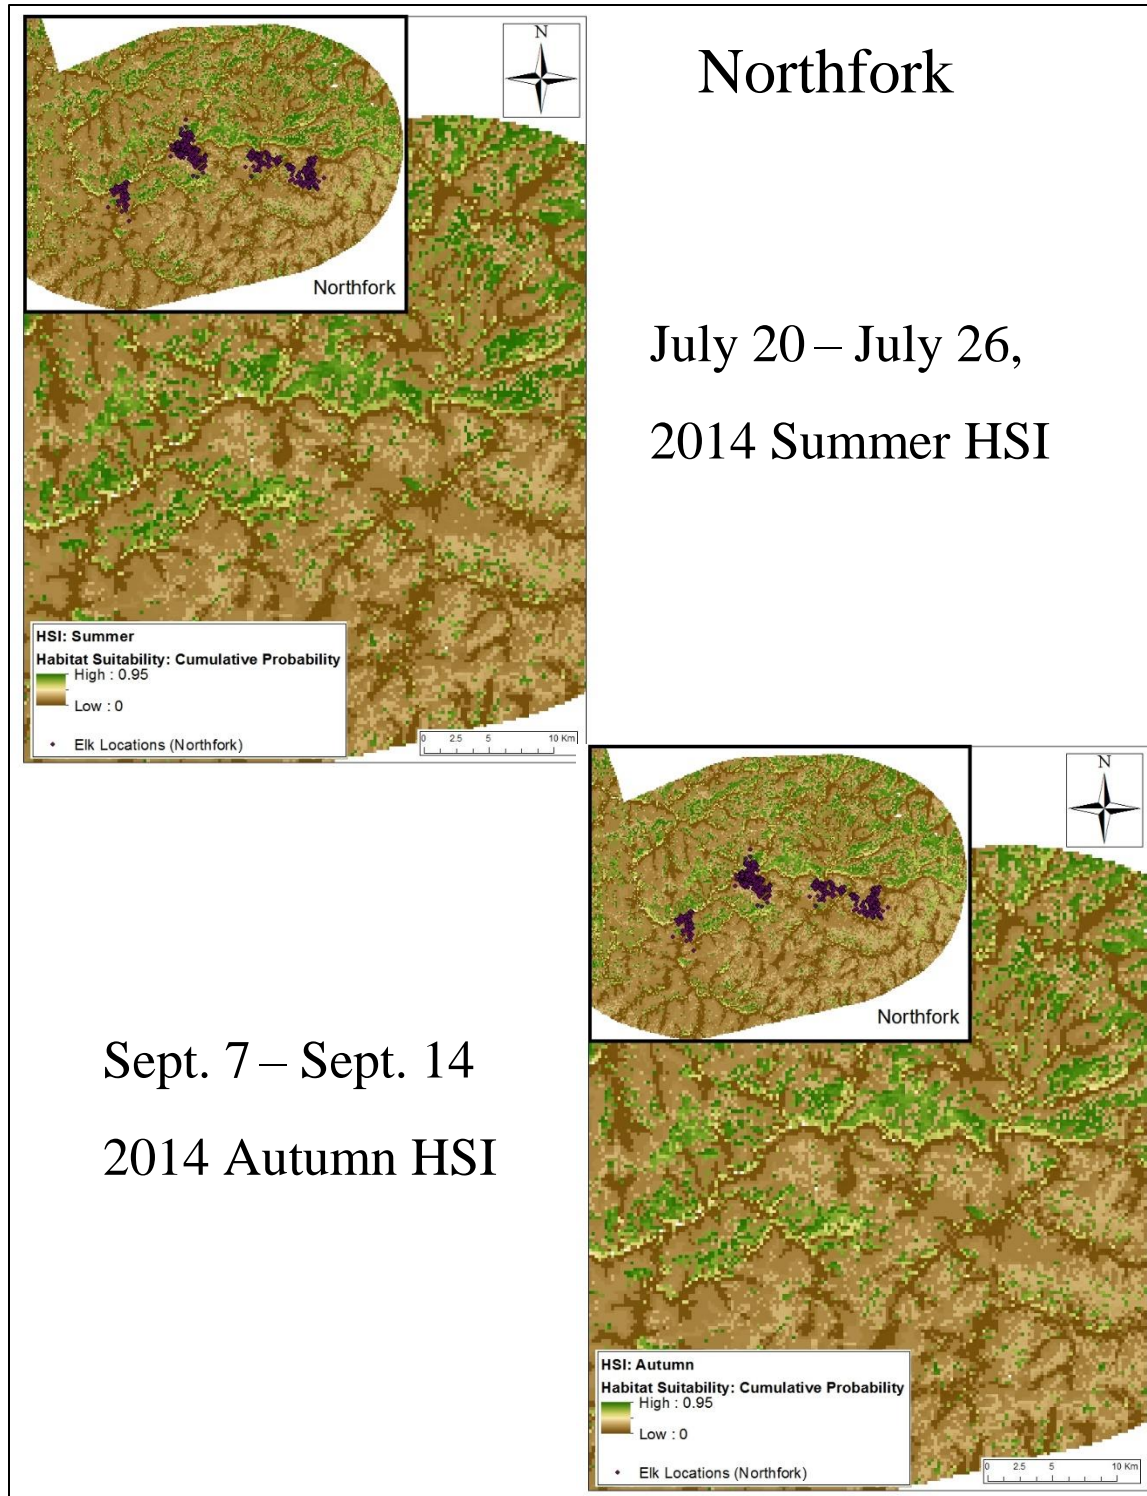 N
Northfork
Northfork
July 20 – July 26,
2014 Summer HSI
HSI: Summer
Habitat Suitability: Cumulative Probability
High : 0.95
Low : 0
Elk Locations (Northfork)
0 2.5 5 10 Km
N
Northfork
Sept. 7 – Sept. 14
2014 Autumn HSI
HSI: Autumn
Habitat Suitability: Cumulative Probability
High : 0.95
Low : 0
Elk Locations (Northfork)
0 2.5 5 10 Km